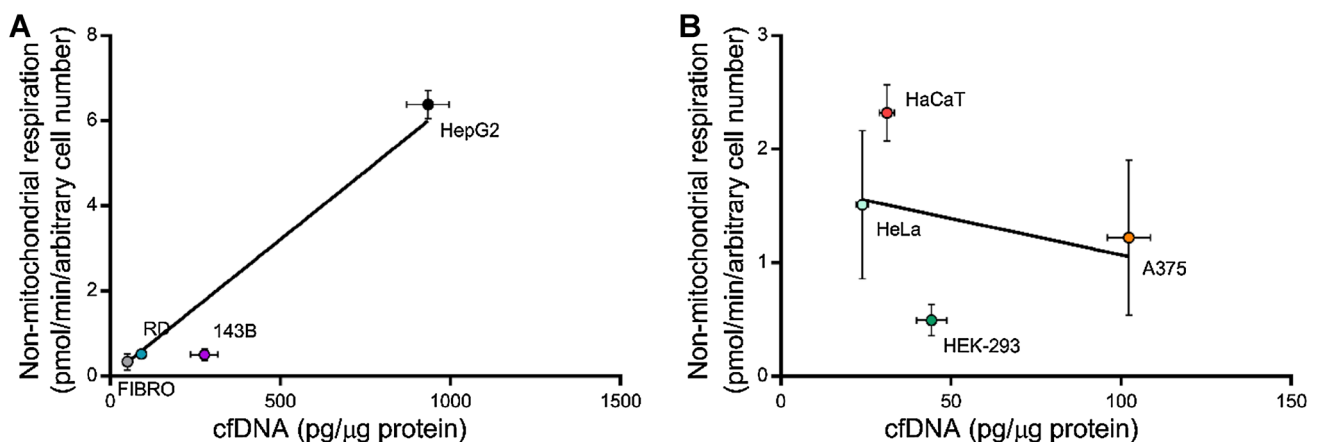 A
Non-mitochondrial respiration
(pmol/min/arbitrary cell number)
8
6
4
2
0
HepG2
RD
143B
FIBRO
0
500
1000
1500
cfDNA (pg/μg protein)
B
Non-mitochondrial respiration
(pmol/min/arbitrary cell number)
3
2
1
0
HaCaT
HeLa
A375
HEK-293
0
50
100
150
cfDNA (pg/μg protein)